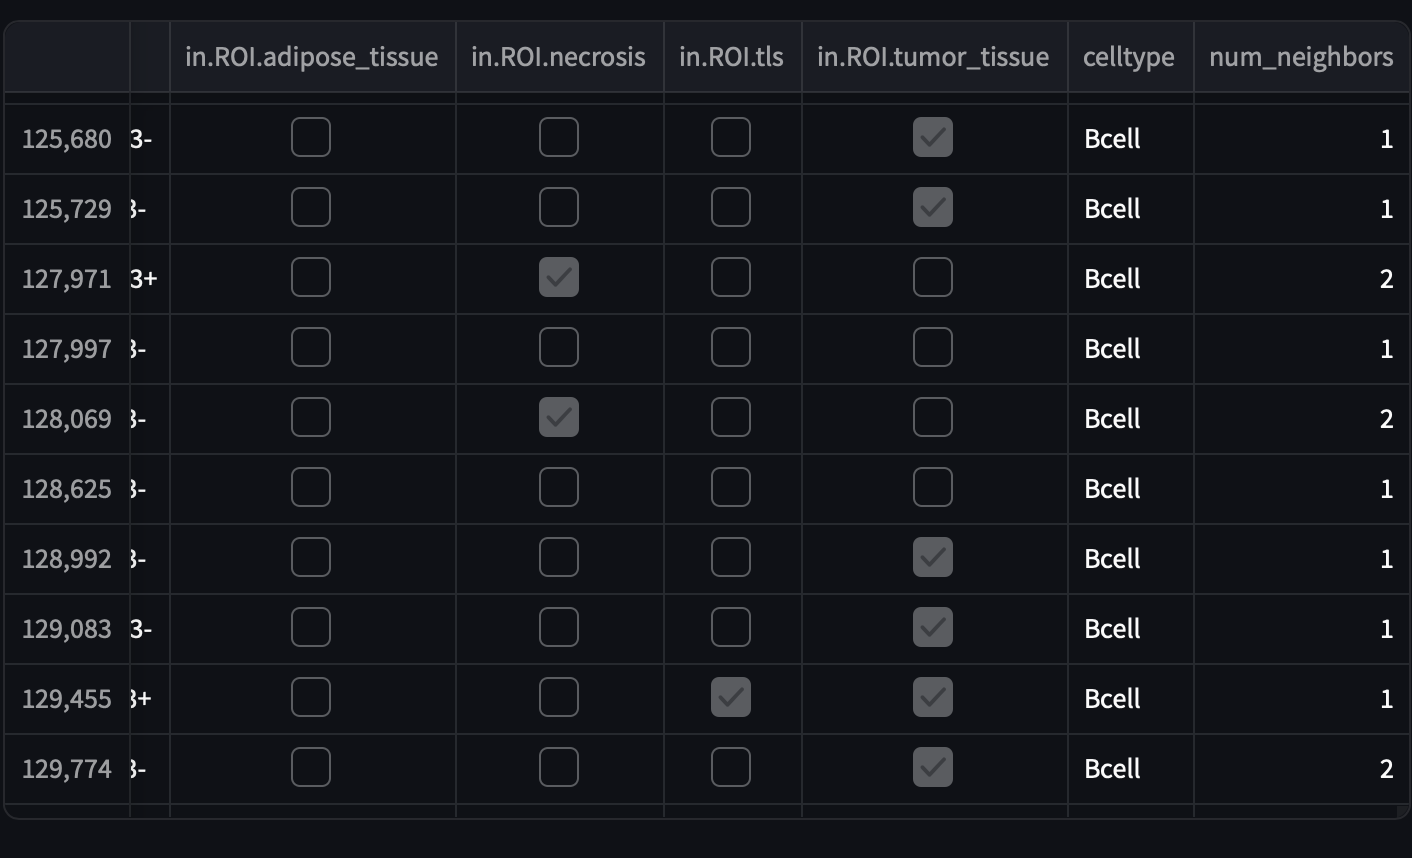 in.ROI.adipose_tissue in.ROI.necrosis in.ROI.tls in.ROI.tumor_tissue celltype num_neighbors
125,680 3- Bcell 1
125,729 3- Bcell 1
127,971 3+ Bcell 2
127,997 3- Bcell 1
128,069 3- Bcell 2
128,625 3- Bcell 1
128,992 3- Bcell 1
129,083 3- Bcell 1
129,455 3+ Bcell 1
129,774 3- Bcell 2